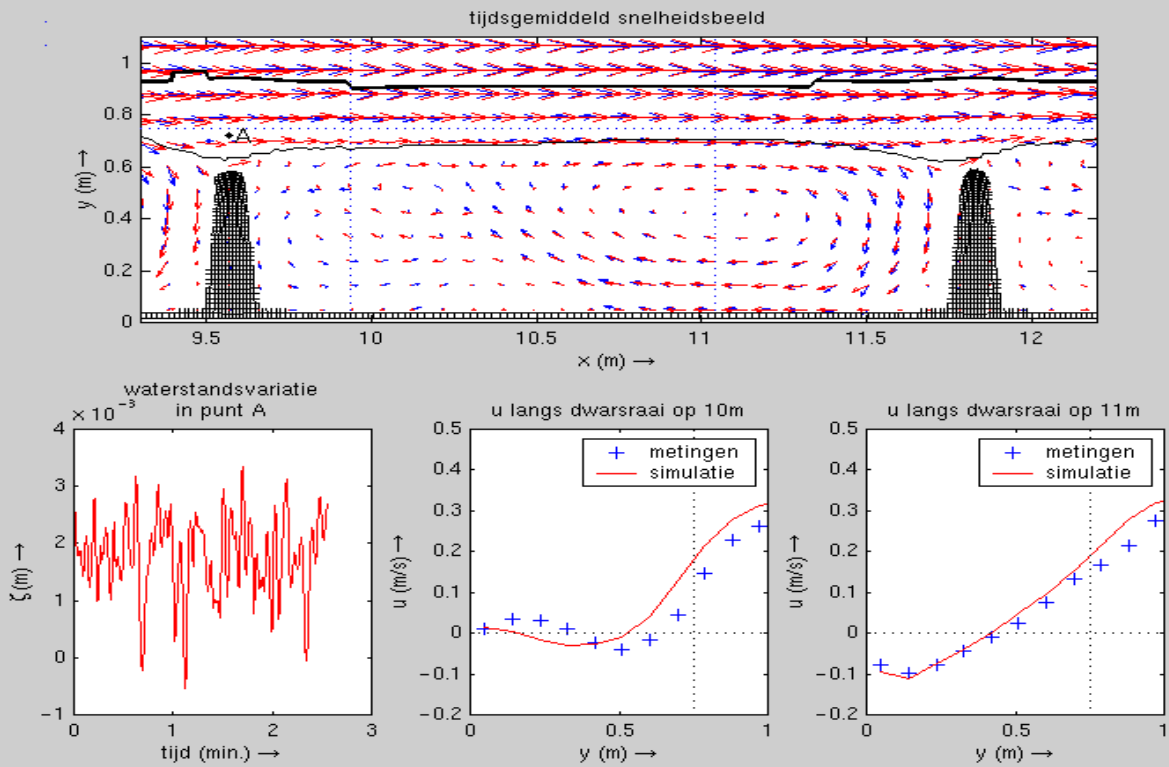 tijdsgemiddeld snelheidsbeeld
1
0.8
0.6
0.4
0.2
0
y (m) →
A
9.5 10 10.5 11 11.5 12
x (m) →
waterstandsvariatie
in punt A
× 10⁻³
4
3
2
1
0
−1
ζ (m) →
0 1 2 3
tijd (min.) →
u langs dwarsraai op 10m
0.5
0.4
0.3
0.2
0.1
0
−0.1
−0.2
u (m/s) →
metingen
simulatie
0 0.5 1
y (m) →
u langs dwarsraai op 11m
0.5
0.4
0.3
0.2
0.1
0
−0.1
−0.2
u (m/s) →
metingen
simulatie
0 0.5 1
y (m) →